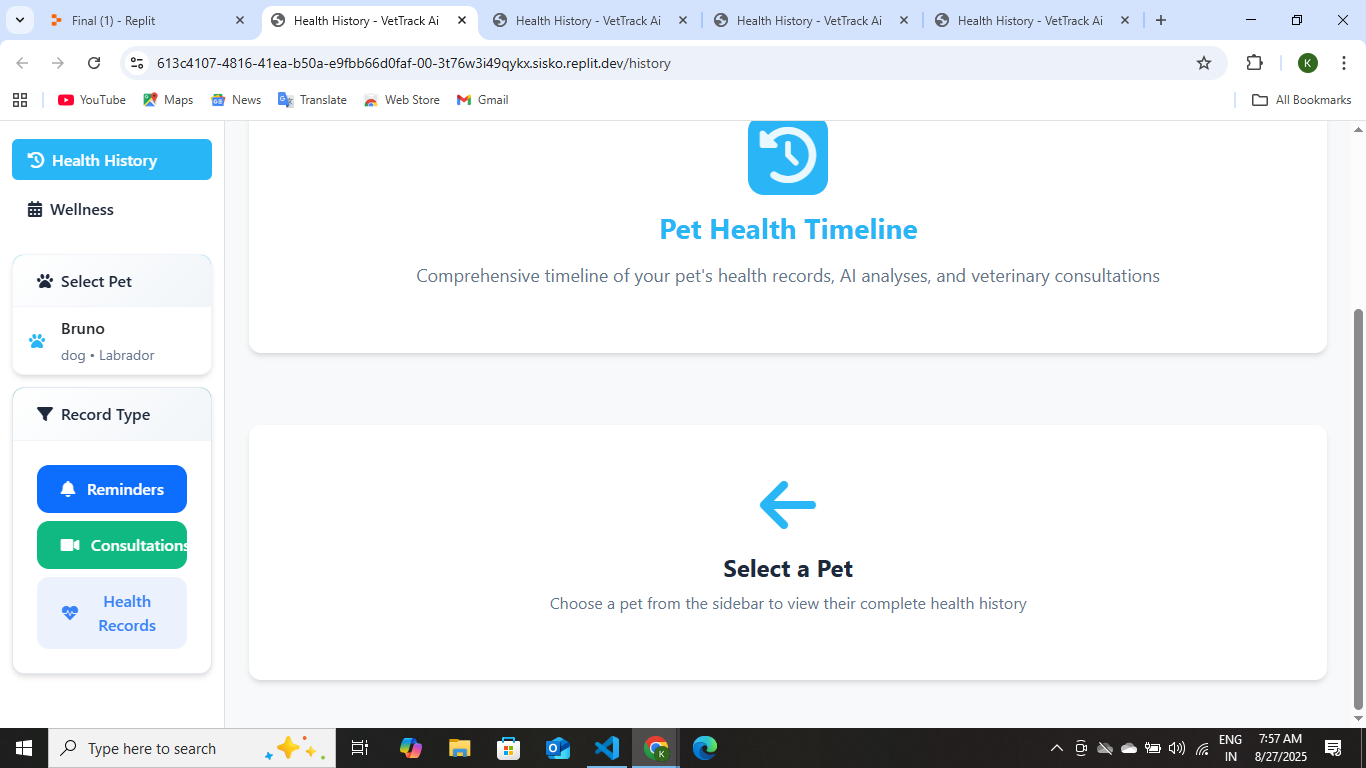 Final (1) - Replit
Health History - VetTrack Ai
Health History - VetTrack Ai
Health History - VetTrack Ai
Health History - VetTrack Ai
613c4107-4816-41ea-b50a-e9fbb66d0faf-00-3t76w3i49qykx.sisko.replit.dev/history
K
YouTube
Maps
News
Translate
Web Store
Gmail
All Bookmarks
Health History
Wellness
Select Pet
Bruno
dog • Labrador
Record Type
Reminders
Consultations
Health
Records
Pet Health Timeline
Comprehensive timeline of your pet's health records, AI analyses, and veterinary consultations
Select a Pet
Choose a pet from the sidebar to view their complete health history
Type here to search
ENG
IN
7:57 AM
8/27/2025